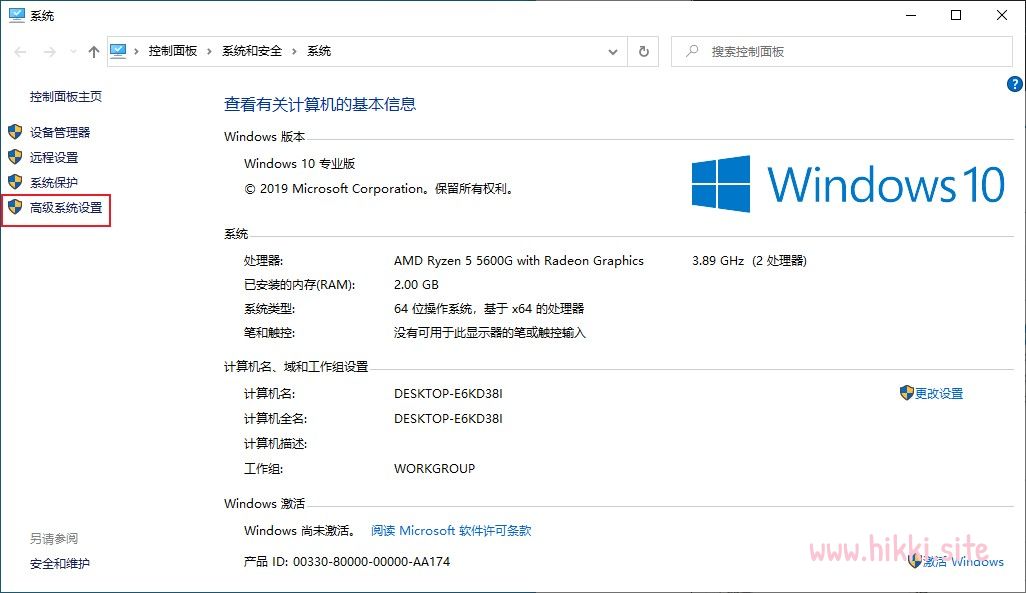 系统
控制面板 系统和安全 系统
搜索控制面板
控制面板主页
设备管理器
远程设置
系统保护
高级系统设置
查看有关计算机的基本信息
Windows 版本
Windows 10 专业版
© 2019 Microsoft Corporation。保留所有权利。
Windows 10
系统
处理器: AMD Ryzen 5 5600G with Radeon Graphics 3.89 GHz (2 处理器)
已安装的内存(RAM): 2.00 GB
系统类型: 64 位操作系统，基于 x64 的处理器
笔和触控: 没有可用于此显示器的笔或触控输入
计算机名、域和工作组设置
计算机名: DESKTOP-E6KD38I 更改设置
计算机全名: DESKTOP-E6KD38I
计算机描述:
工作组: WORKGROUP
Windows 激活
Windows 尚未激活。 阅读 Microsoft 软件许可条款
产品 ID: 00330-80000-00000-AA174 激活 Windows
另请参阅
安全和维护
www.hikki.site